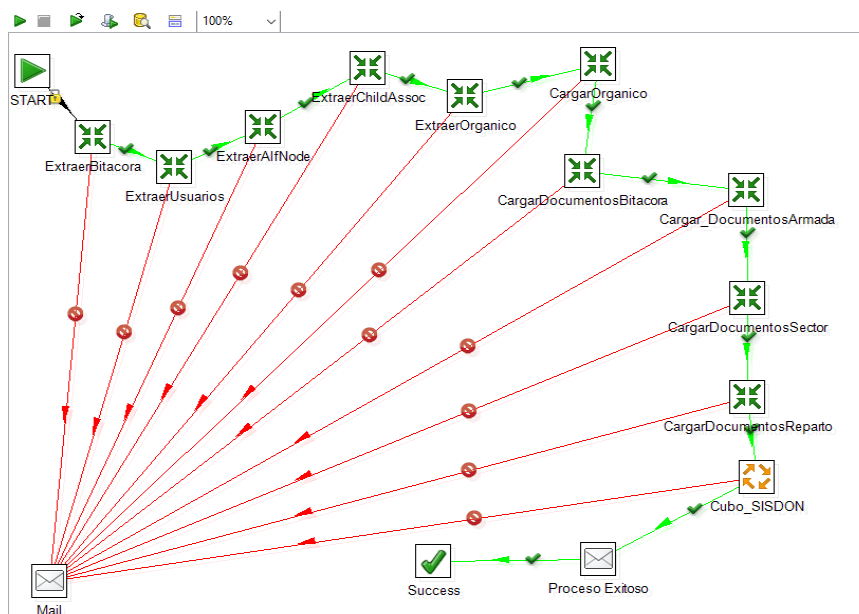 100%
START
ExtraerBitacora
ExtraerUsuarios
ExtraerAlfNode
ExtraerChildAssoc
ExtraerOrganico
CargarOrganico
CargarDocumentosBitacora
Cargar_DocumentosArmada
CargarDocumentosSector
CargarDocumentosReparto
Cubo_SISDON
Proceso Exitoso
Success
Mail